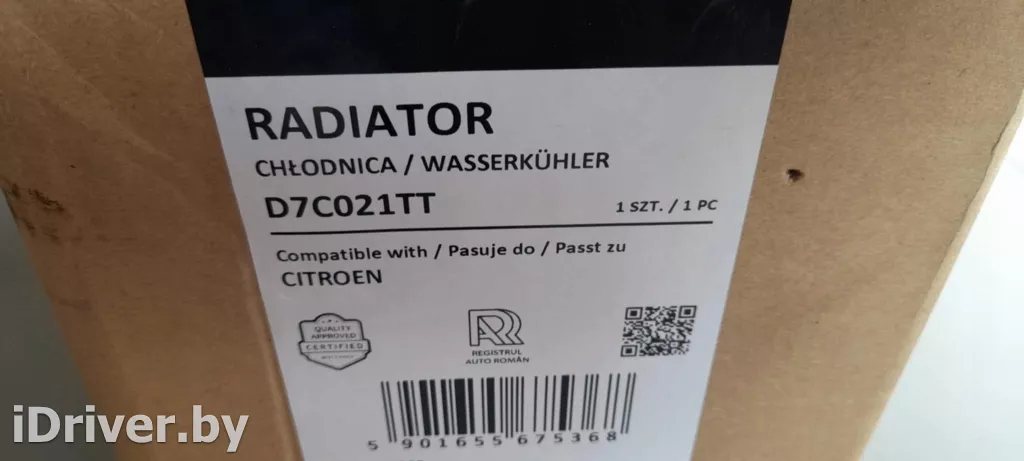 RADIATOR
CHŁODNICA / WASSERKÜHLER
D7C021TT
1 SZT. / 1 PC
Compatible with / Pasuje do / Passt zu
CITROEN
QUALITY
APPROVED
CERTIFIED
REGISTRUL
AUTO ROMÂN
5 901655 675368
iDriver.by